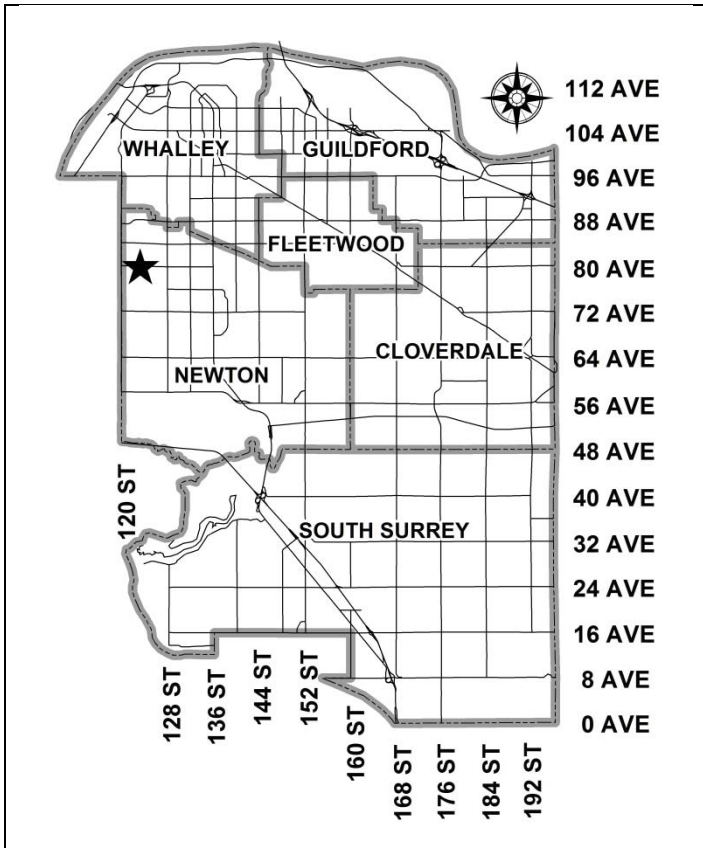 112 AVE
104 AVE
WHALLEY
GUILDFORD
96 AVE
88 AVE
FLEETWOOD
80 AVE
72 AVE
CLOVERDALE
64 AVE
NEWTON
56 AVE
48 AVE
120 ST
40 AVE
SOUTH SURREY
32 AVE
24 AVE
16 AVE
128 ST
136 ST
144 ST
152 ST
160 ST
8 AVE
0 AVE
168 ST
176 ST
184 ST
192 ST